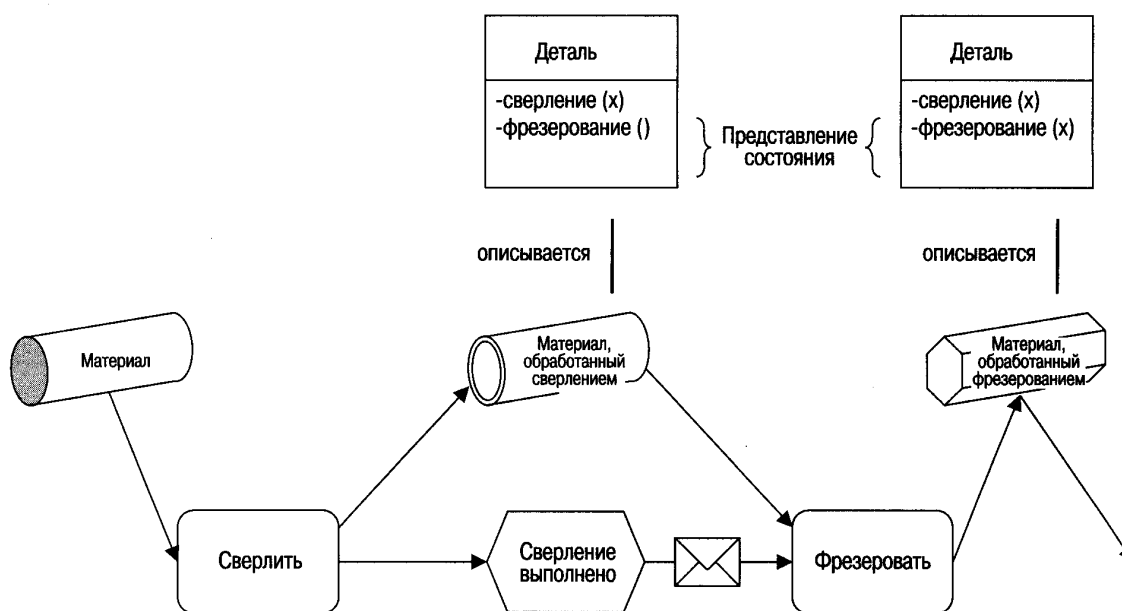 Деталь
-сверление (x)
-фрезерование ()
Представление
состояния
Деталь
-сверление (x)
-фрезерование (x)
описывается
описывается
Материал
Материал,
обработанный
сверлением
Материал,
обработанный
фрезерованием
Сверлить
Сверление
выполнено
Фрезеровать